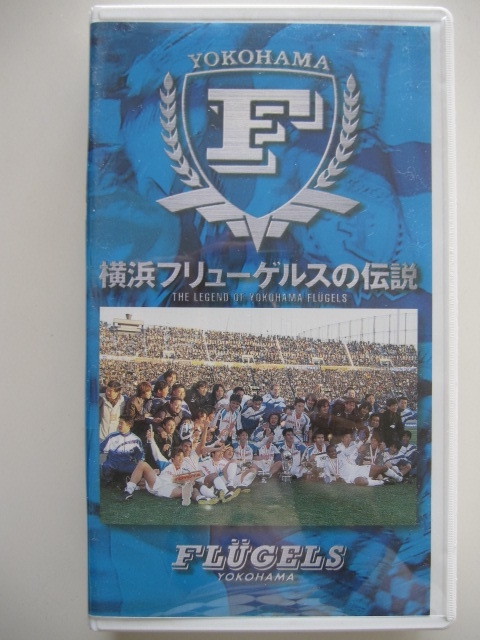 YOKOHAMA
F
横浜フリューゲルスの伝説
THE LEGEND OF YOKOHAMA FLÜGELS
FLÜGELS
YOKOHAMA